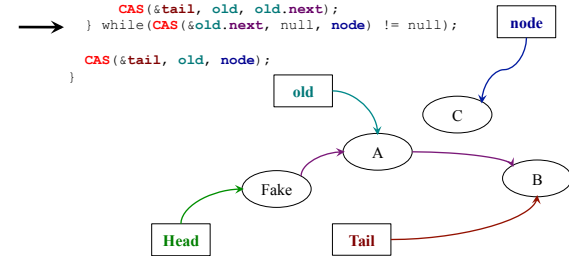 CAS(&tail, old, old.next);
} while(CAS(&old.next, null, node) != null);
CAS(&tail, old, node);
}
node
old
C
A
Fake
B
Head
Tail